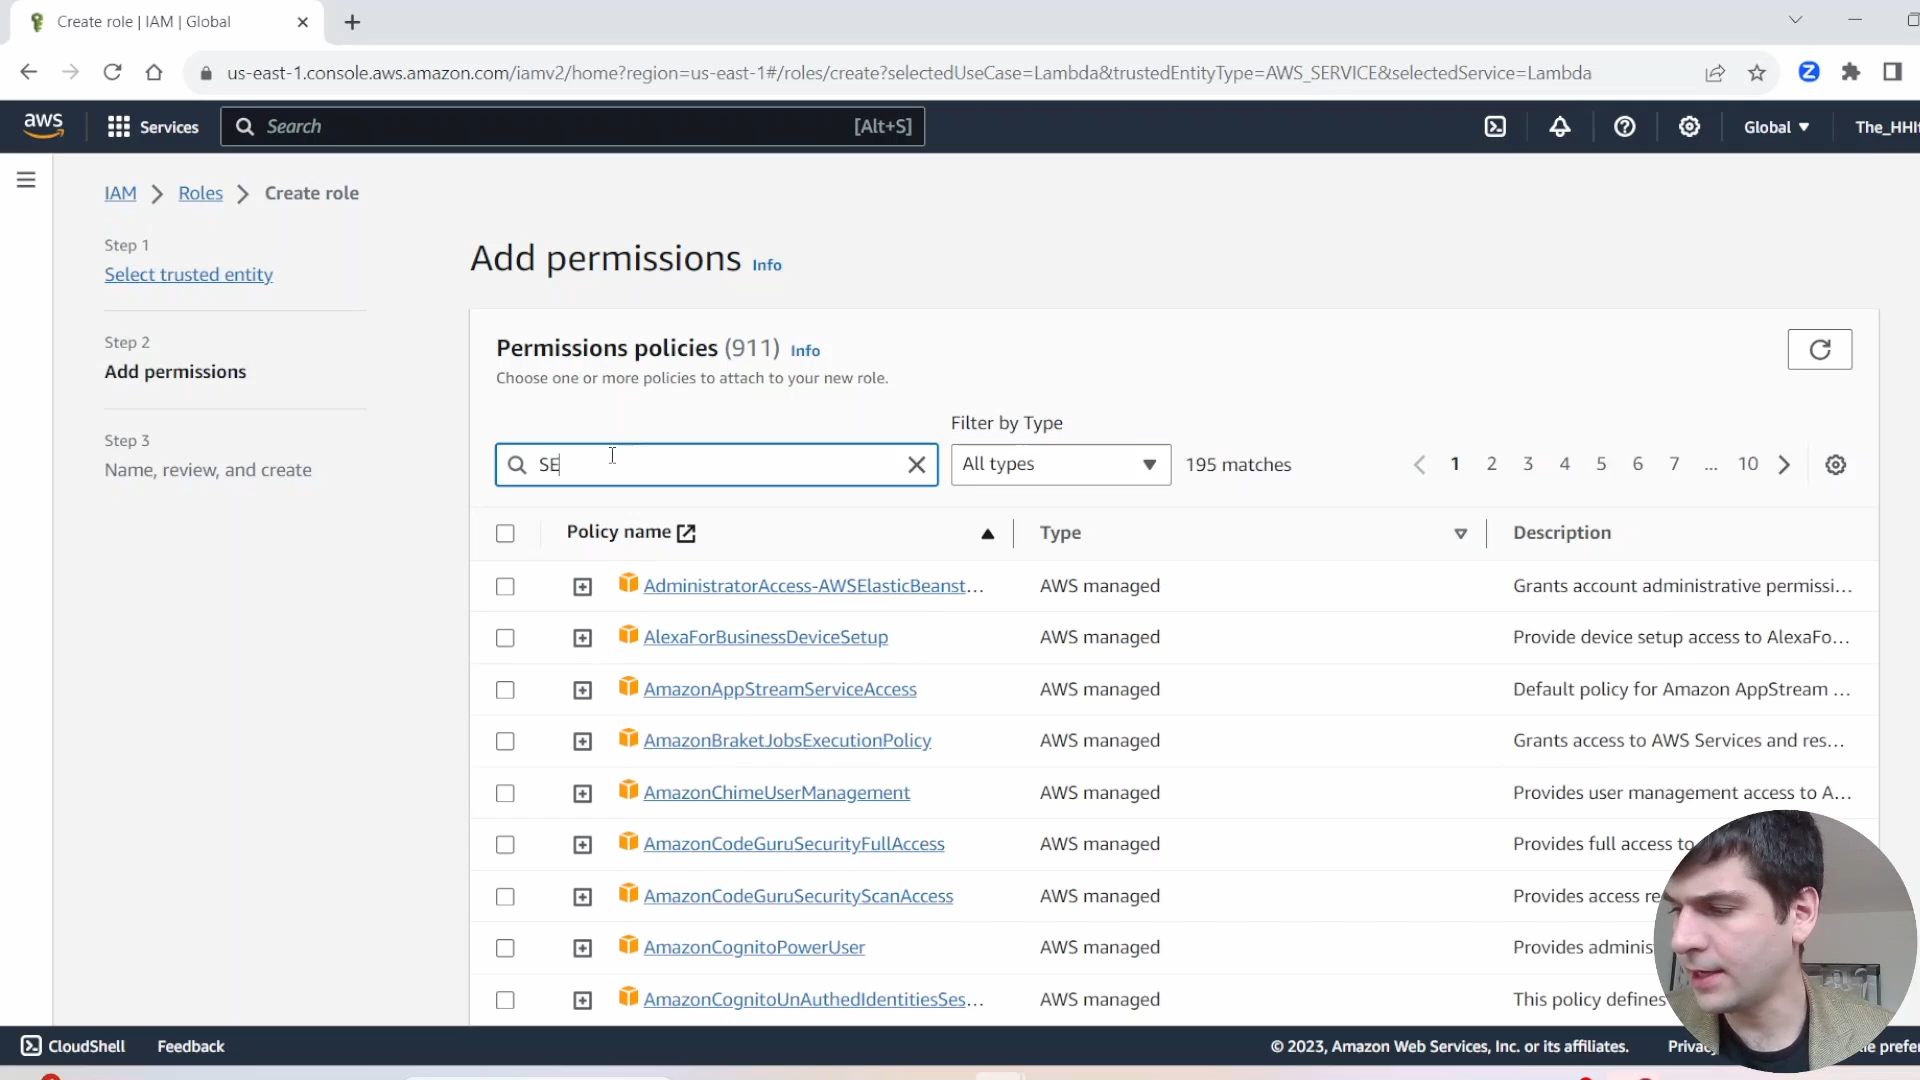 Create role | IAM | Global
us-east-1.console.aws.amazon.com/iamv2/home?region=us-east-1#/roles/create?selectedUseCase=Lambda&trustedEntityType=AWS_SERVICE&selectedService=Lambda
Z
aws
Services
Search
[Alt+S]
Global
The_HHIt
IAM
Roles
Create role
Step 1
Select trusted entity
Step 2
Add permissions
Step 3
Name, review, and create
Add permissions Info
Permissions policies (911) Info
Choose one or more policies to attach to your new role.
Filter by Type
SE
All types
195 matches
1 2 3 4 5 6 7 ... 10
Policy name Type Description
AdministratorAccess-AWSElasticBeanst... AWS managed Grants account administrative permissi...
AlexaForBusinessDeviceSetup AWS managed Provide device setup access to AlexaFo...
AmazonAppStreamServiceAccess AWS managed Default policy for Amazon AppStream ...
AmazonBraketJobsExecutionPolicy AWS managed Grants access to AWS Services and res...
AmazonChimeUserManagement AWS managed Provides user management access to A...
AmazonCodeGuruSecurityFullAccess AWS managed Provides full access to
AmazonCodeGuruSecurityScanAccess AWS managed Provides access re
AmazonCognitoPowerUser AWS managed Provides adminis
AmazonCognitoUnAuthedIdentitiesSes... AWS managed This policy defines
CloudShell Feedback © 2023, Amazon Web Services, Inc. or its affiliates.